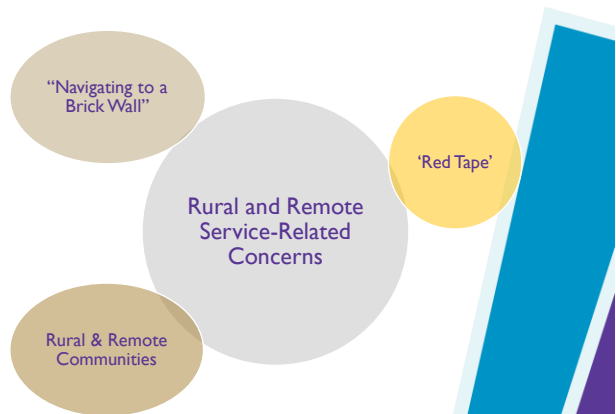 “Navigating to a
Brick Wall”
‘Red Tape’
Rural and Remote
Service-Related
Concerns
Rural & Remote
Communities